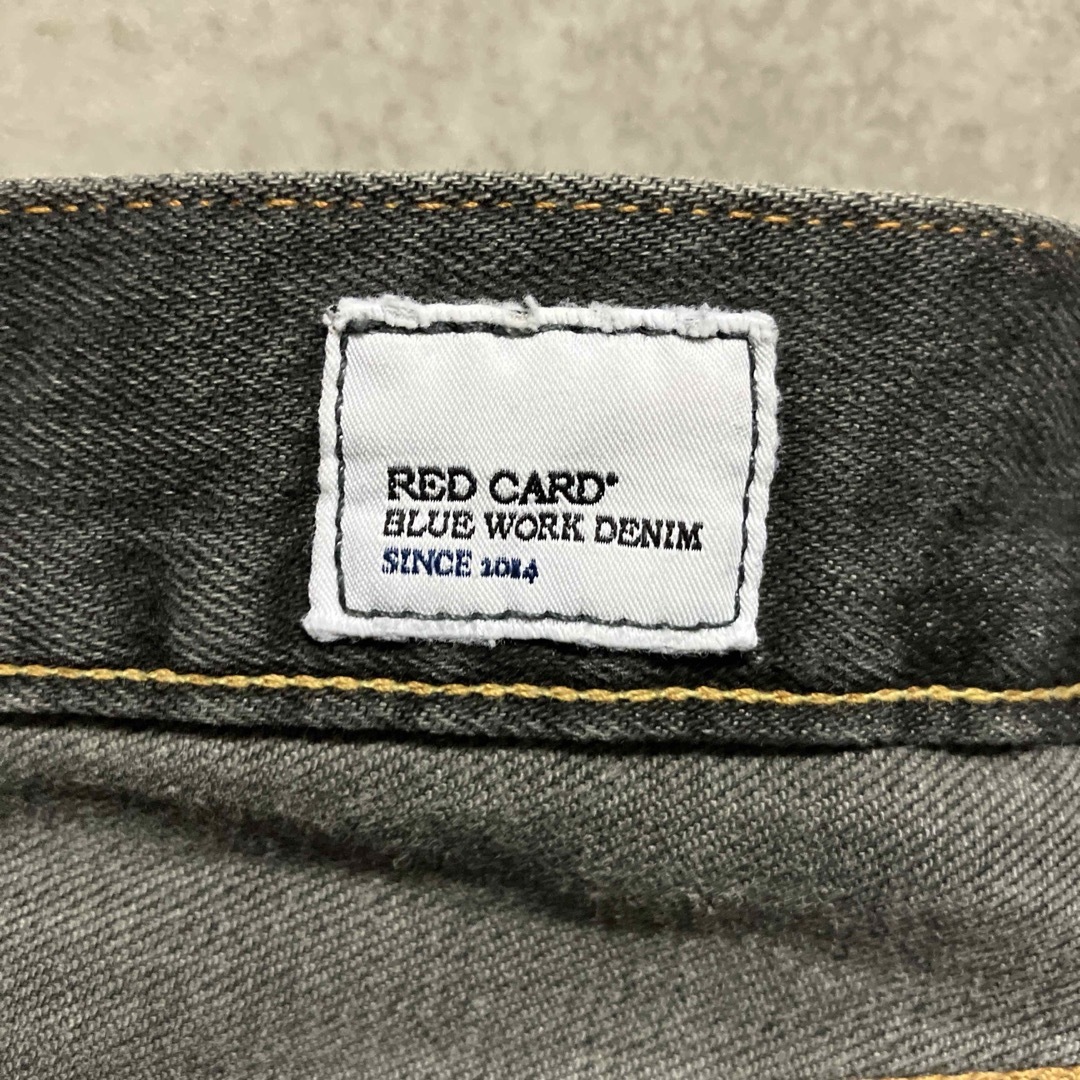 RED CARD®
BLUE WORK DENIM
SINCE 2014